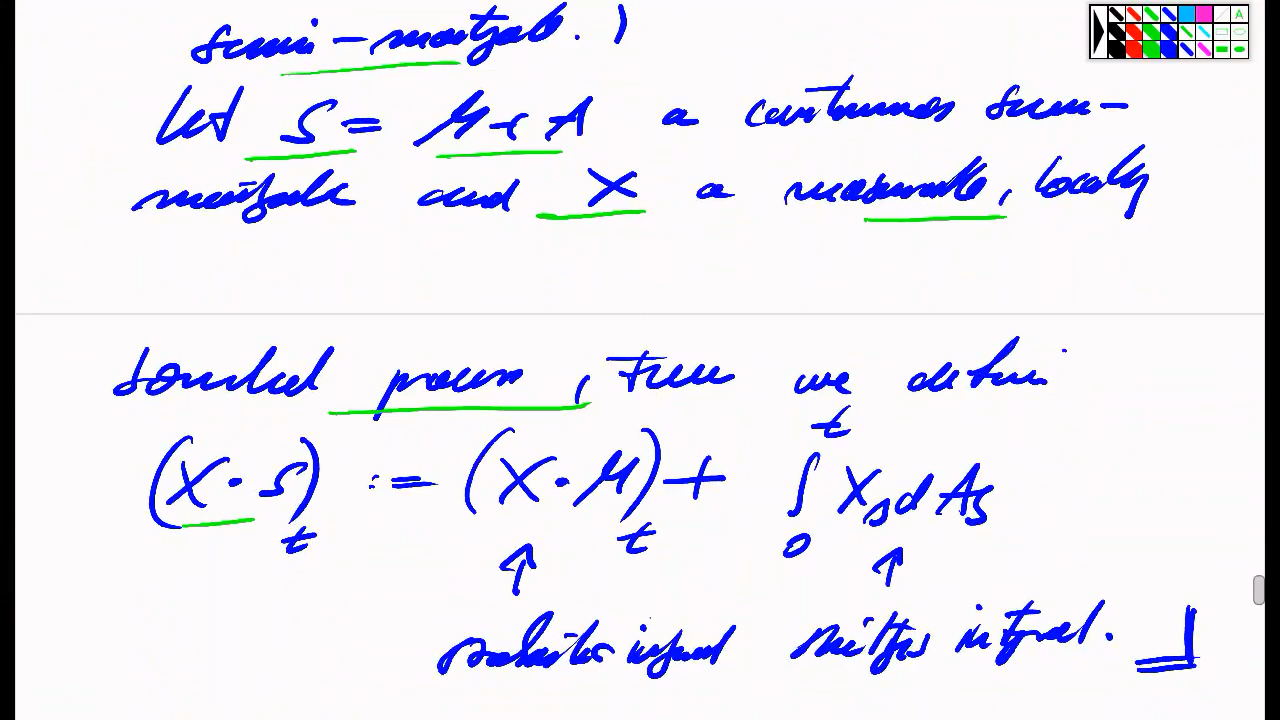 semi-martingale. )
Let S = M + A a continuous semi-
martingale and X a measurable, locally
bounded process, Then we define
(X · S)_t := (X · M)_t + ∫_0^t X_s dA_s
↑ ↑
stochastic integral Stieltjes integral.